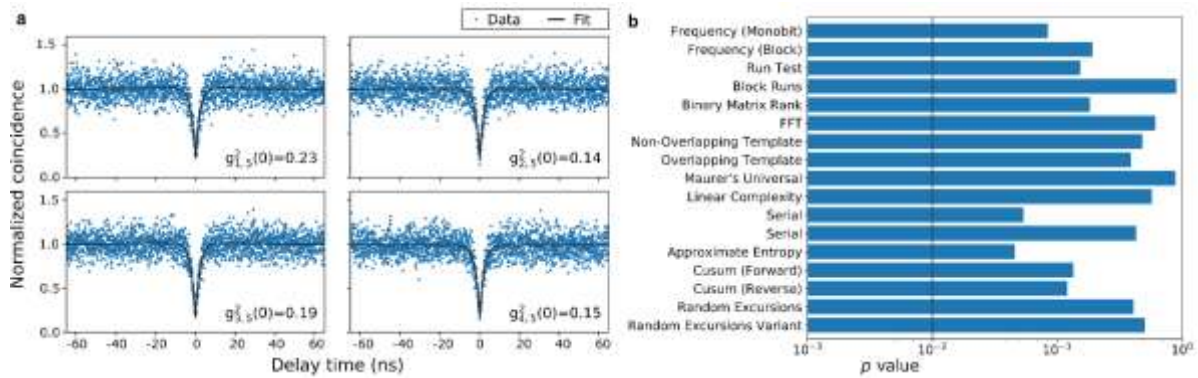 a
Data
Fit
Normalized coincidence
1.5
1.0
0.5
0.0
g²₁,₅(0)=0.23
g²₂,₅(0)=0.14
1.5
1.0
0.5
0.0
g²₃,₅(0)=0.19
g²₄,₅(0)=0.15
-60 -40 -20 0 20 40 60
-60 -40 -20 0 20 40 60
Delay time (ns)
b
Frequency (Monobit)
Frequency (Block)
Run Test
Block Runs
Binary Matrix Rank
FFT
Non-Overlapping Template
Overlapping Template
Maurer's Universal
Linear Complexity
Serial
Serial
Approximate Entropy
Cusum (Forward)
Cusum (Reverse)
Random Excursions
Random Excursions Variant
10⁻³ 10⁻² 10⁻¹ 10⁰
p value